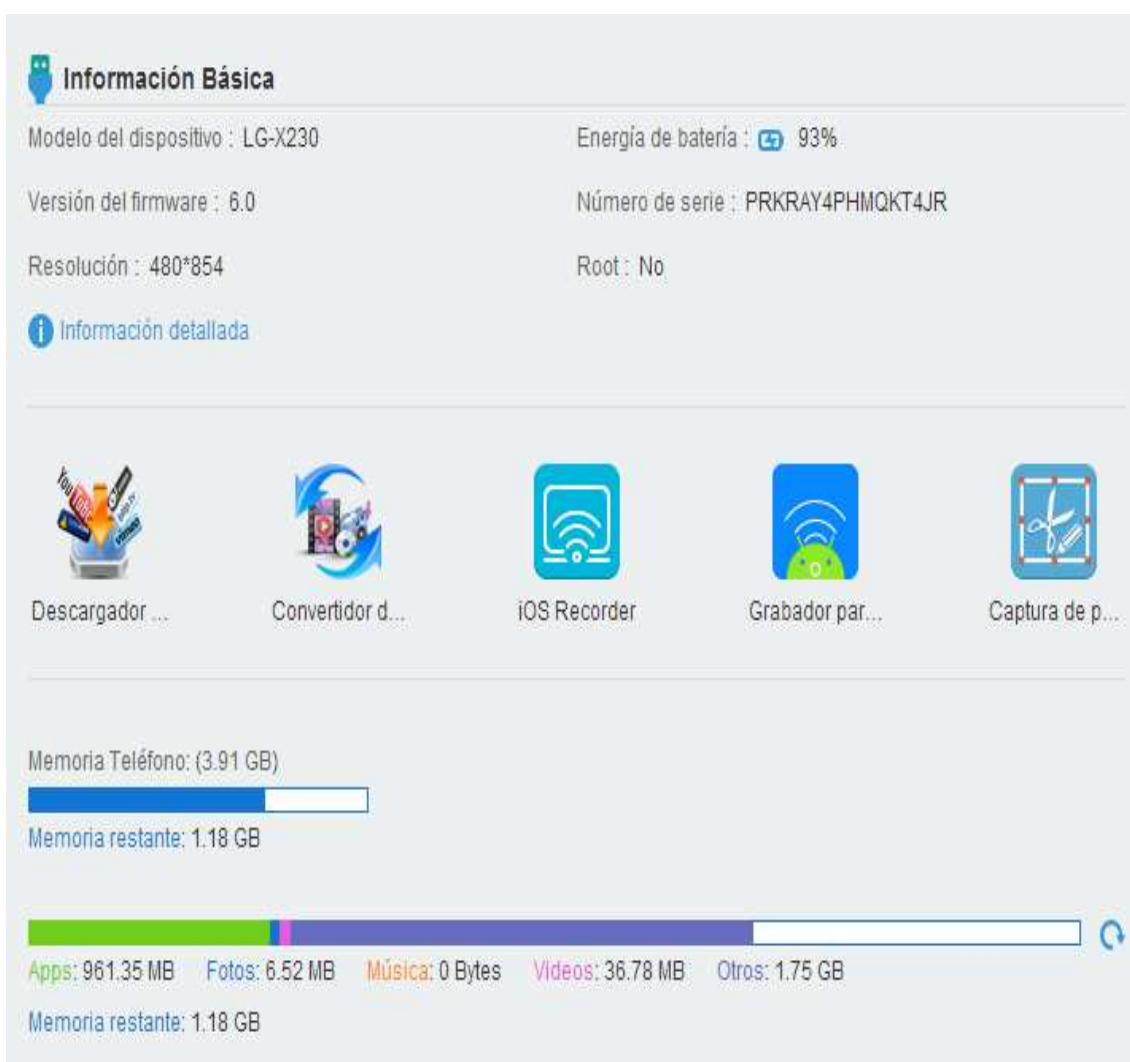 Información Básica
Modelo del dispositivo : LG-X230
Energía de batería : 93%
Versión del firmware : 6.0
Número de serie : PRKRAY4PHMQKT4JR
Resolución : 480*854
Root : No
Información detallada
You Tube
vimeo
Descargador ...
Convertidor d...
iOS Recorder
Grabador par...
Captura de p...
Memoria Teléfono: (3.91 GB)
Memoria restante: 1.18 GB
Apps: 961.35 MB Fotos: 6.52 MB Música: 0 Bytes Videos: 36.78 MB Otros: 1.75 GB
Memoria restante: 1.18 GB